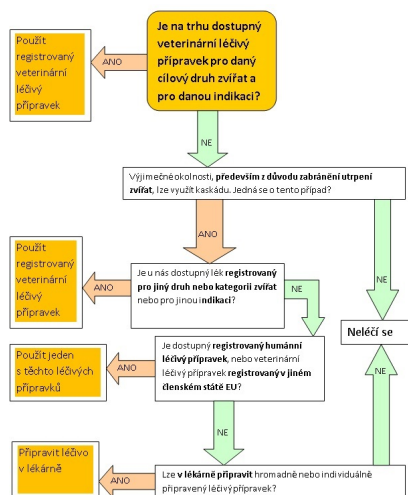 Je na trhu dostupný
veterinární léčivý
přípravek pro daný
cílový druh zvířat a
pro danou indikaci?
ANO
Použít
registrovaný
veterinární
léčivý
přípravek
NE
Výjimečné okolnosti, především z důvodu zabránění utrpení
zvířat, lze využít kaskádu. Jedná se o tento případ?
ANO
NE
Je u nás dostupný lék registrovaný
pro jiný druh nebo kategorii zvířat
nebo pro jinou indikaci?
ANO
Použít
registrovaný
veterinární
léčivý
přípravek
NE
Neléčí se
Je dostupný registrovaný humánní
léčivý přípravek, nebo veterinární
léčivý přípravek registrovaný v jiném
členském státě EU?
ANO
Použít jeden
s těchto léčivých
přípravků
NE
NE
Lze v lékárně připravit hromadně nebo individuálně
připravený léčivý přípravek?
ANO
Připravit léčivo
v lékárně